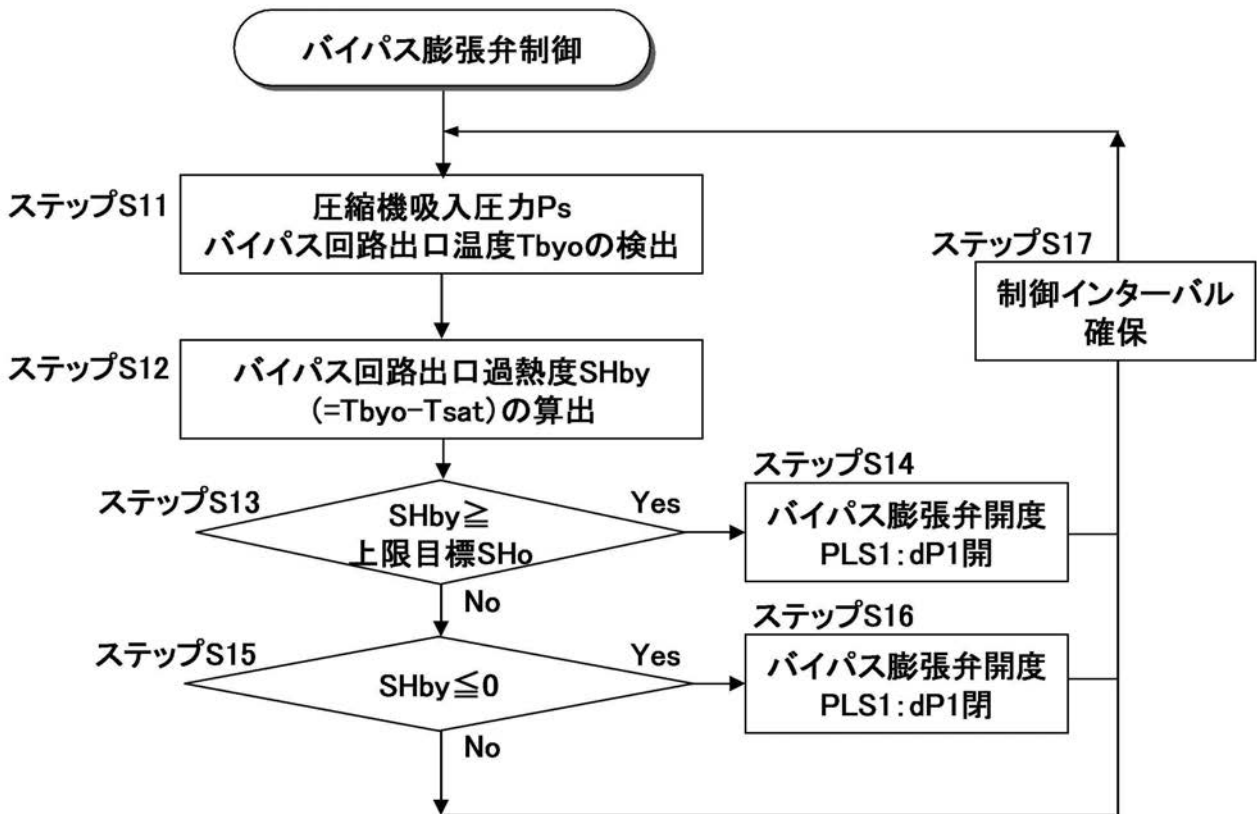 バイパス膨張弁制御
ステップS11
圧縮機吸入圧力Ps
バイパス回路出口温度Tbyoの検出
ステップS17
制御インターバル
確保
ステップS12
バイパス回路出口過熱度SHby
(=Tbyo-Tsat)の算出
ステップS13
SHby≧
上限目標SHo
Yes
No
ステップS14
バイパス膨張弁開度
PLS1:dP1開
ステップS15
SHby≦0
Yes
No
ステップS16
バイパス膨張弁開度
PLS1:dP1閉